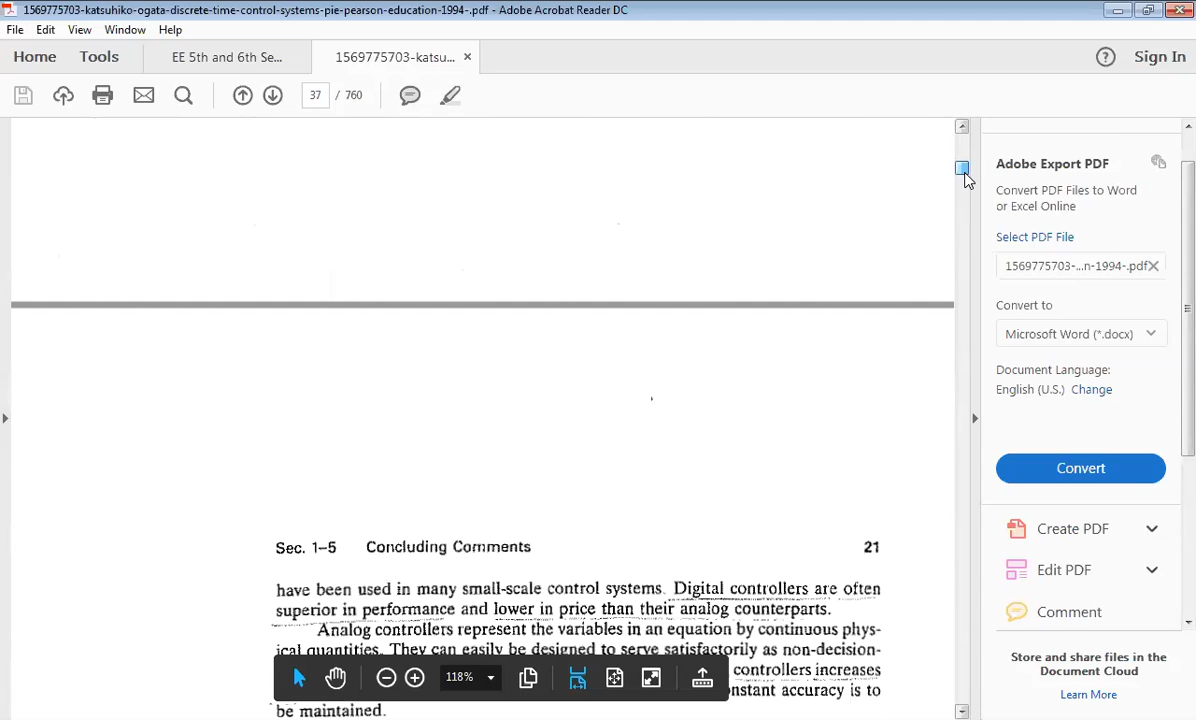 1569775703-katsuhiko-ogata-discrete-time-control-systems-pie-pearson-education-1994-.pdf - Adobe Acrobat Reader DC
File Edit View Window Help
Home Tools EE 5th and 6th Se... 1569775703-katsu... × Sign In
37 / 760
Adobe Export PDF
Convert PDF Files to Word
or Excel Online
Select PDF File
1569775703-...n-1994-.pdf
Convert to
Microsoft Word (*.docx)
Document Language:
English (U.S.) Change
Convert
Create PDF
Edit PDF
Comment
Store and share files in the
Document Cloud
Learn More
Sec. 1–5 Concluding Comments 21
have been used in many small-scale control systems. Digital controllers are often
superior in performance and lower in price than their analog counterparts.
Analog controllers represent the variables in an equation by continuous phys-
ical quantities. They can easily be designed to serve satisfactorily as non-decision-
controllers increases
onstant accuracy is to
be maintained.
118%